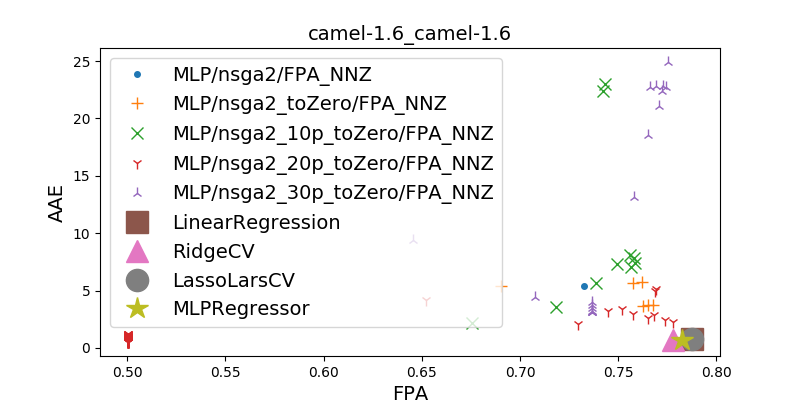 camel-1.6_camel-1.6
25
20
15
10
5
0
AAE
MLP/nsga2/FPA_NNZ
MLP/nsga2_toZero/FPA_NNZ
MLP/nsga2_10p_toZero/FPA_NNZ
MLP/nsga2_20p_toZero/FPA_NNZ
MLP/nsga2_30p_toZero/FPA_NNZ
LinearRegression
RidgeCV
LassoLarsCV
MLPRegressor
0.50 0.55 0.60 0.65 0.70 0.75 0.80
FPA